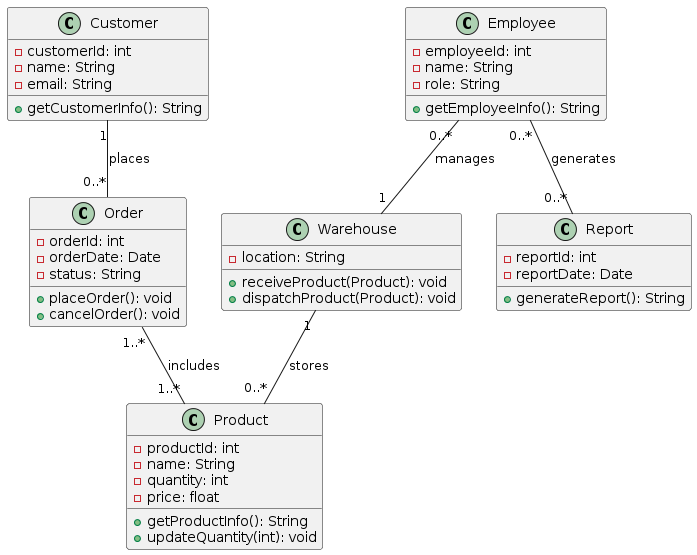 C Customer
customerId: int
name: String
email: String
getCustomerInfo(): String
C Employee
employeeId: int
name: String
role: String
getEmployeeInfo(): String
1
places
0..*
0..*
manages
1
0..*
generates
0..*
C Order
orderId: int
orderDate: Date
status: String
placeOrder(): void
cancelOrder(): void
C Warehouse
location: String
receiveProduct(Product): void
dispatchProduct(Product): void
C Report
reportId: int
reportDate: Date
generateReport(): String
1..*
includes
1..*
1
stores
0..*
C Product
productId: int
name: String
quantity: int
price: float
getProductInfo(): String
updateQuantity(int): void